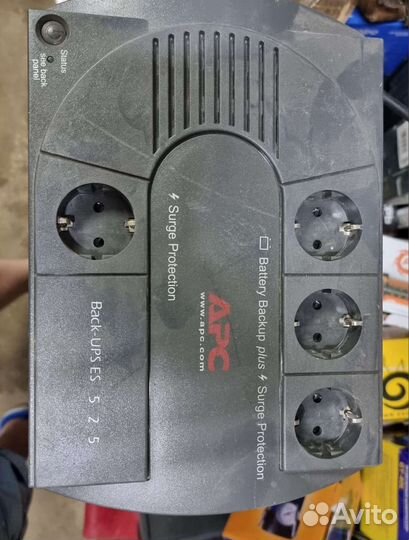 Status
see back
panel
⚡ Surge Protection
Battery Backup plus ⚡ Surge Protection
APC
www.apc.com
Back-UPS ES 525
Avito